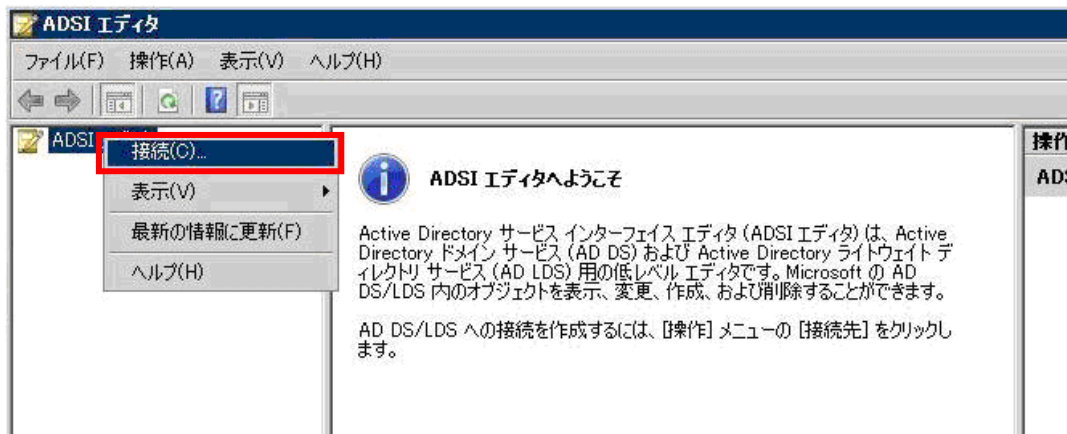 ADSI エディタ
ファイル(F) 操作(A) 表示(V) ヘルプ(H)
ADSI
接続(C)...
表示(V)
最新の情報に更新(F)
ヘルプ(H)
ADSI エディタへようこそ
Active Directory サービス インターフェイス エディタ (ADSI エディタ) は、Active
Directory ドメイン サービス (AD DS) および Active Directory ライトウェイト デ
ィレクトリ サービス (AD LDS) 用の低レベル エディタです。Microsoft の AD
DS/LDS 内のオブジェクトを表示、変更、作成、および削除することができます。
AD DS/LDS への接続を作成するには、[操作] メニューの [接続先] をクリックし
ます。
操作
ADS